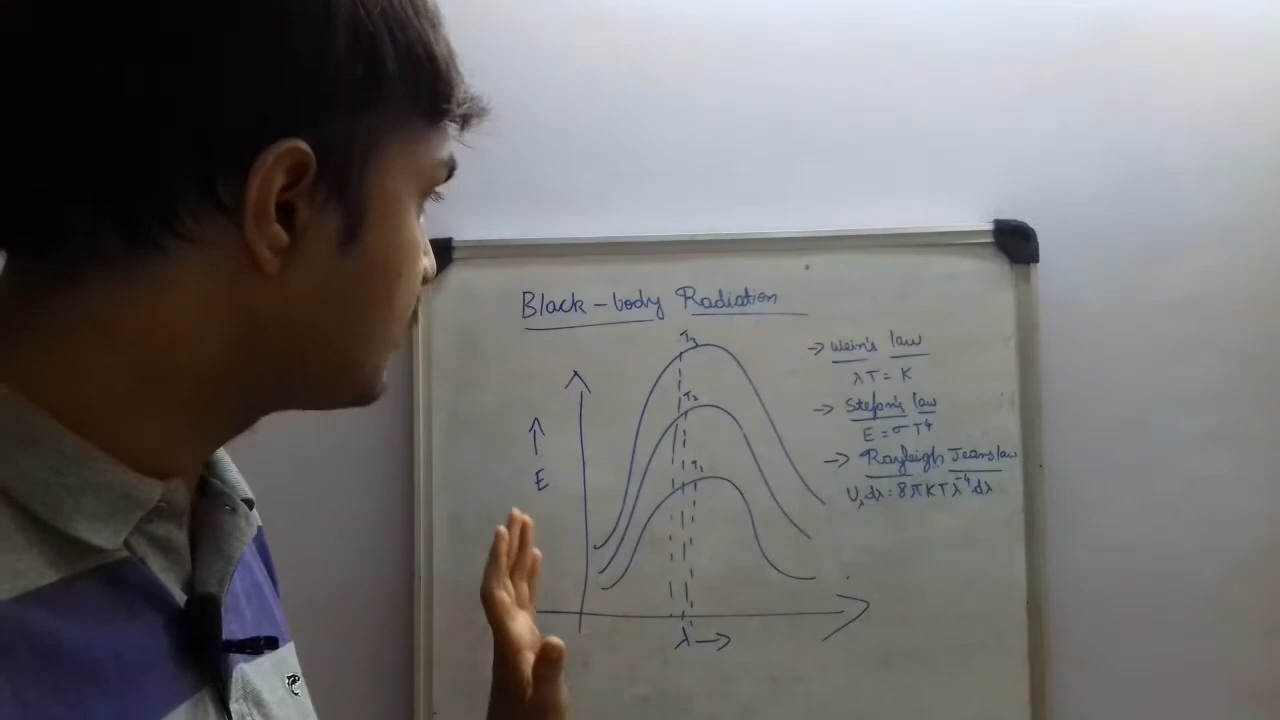 Black-body Radiation
T3
T2
T1
↑
E
λ →
→ Wein's law
λT = K
→ Stefan's law
E = σT⁴
→ Rayleigh Jeans law
Uλdλ = 8πKTλ⁻⁴dλ